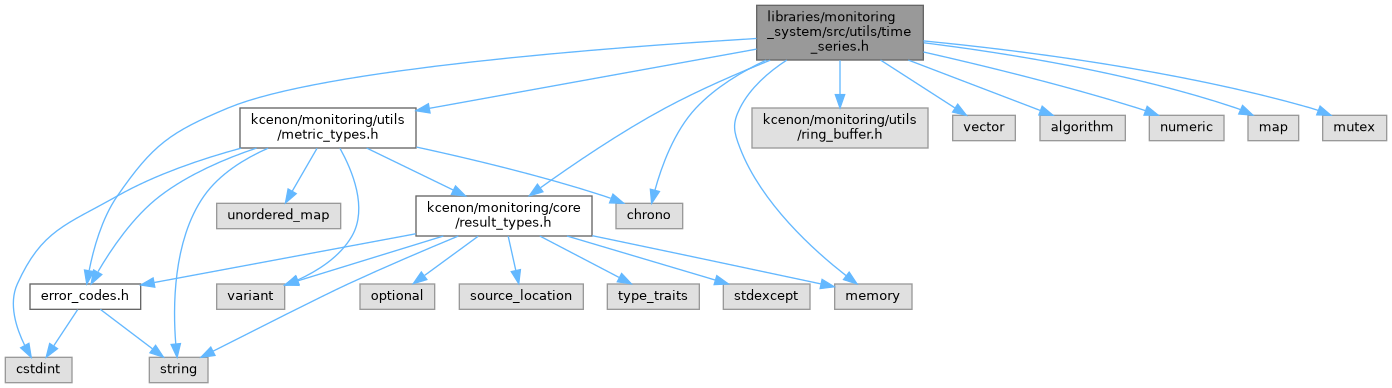 libraries/monitoring
_system/src/utils/time
_series.h
kcenon/monitoring/utils
/metric_types.h
kcenon/monitoring/utils
/ring_buffer.h
vector
algorithm
numeric
map
mutex
unordered_map
kcenon/monitoring/core
/result_types.h
chrono
error_codes.h
variant
optional
source_location
type_traits
stdexcept
memory
cstdint
string